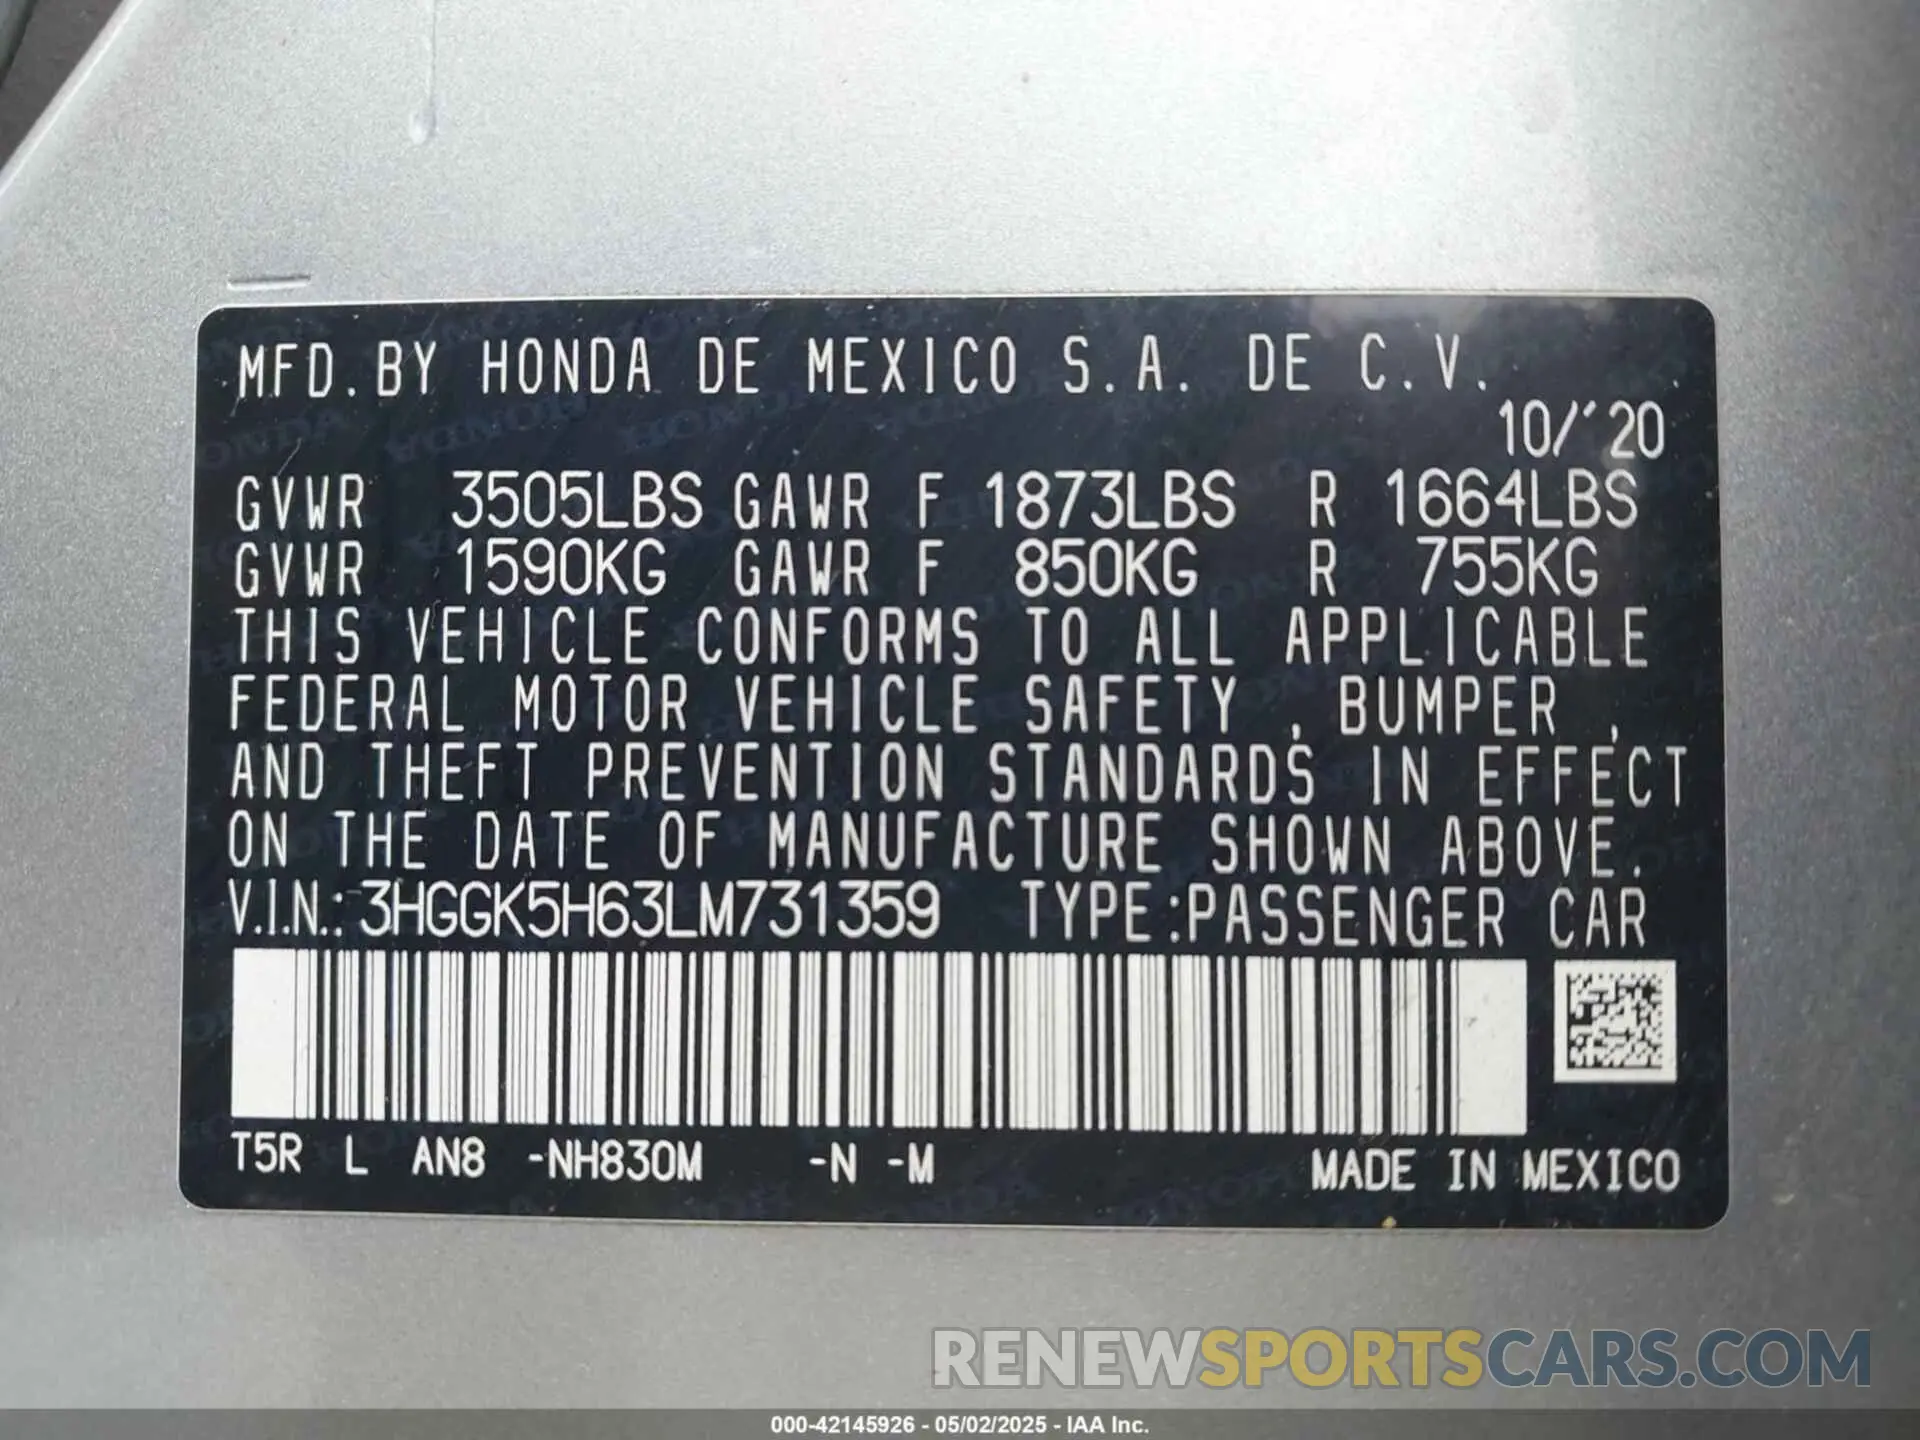 MFD. BY HONDA DE MEXICO S.A. DE C.V.
10/'20
GVWR 3505LBS GAWR F 1873LBS R 1664LBS
GVWR 1590KG GAWR F 850KG R 755KG
THIS VEHICLE CONFORMS TO ALL APPLICABLE
FEDERAL MOTOR VEHICLE SAFETY , BUMPER ,
AND THEFT PREVENTION STANDARDS IN EFFECT
ON THE DATE OF MANUFACTURE SHOWN ABOVE.
V.I.N.: 3HGGK5H63LM731359 TYPE:PASSENGER CAR
T5R L AN8 -NH830M -N -M MADE IN MEXICO
RENEWSPORTSCARS.COM
000-42145926 - 05/02/2025 - IAA Inc.